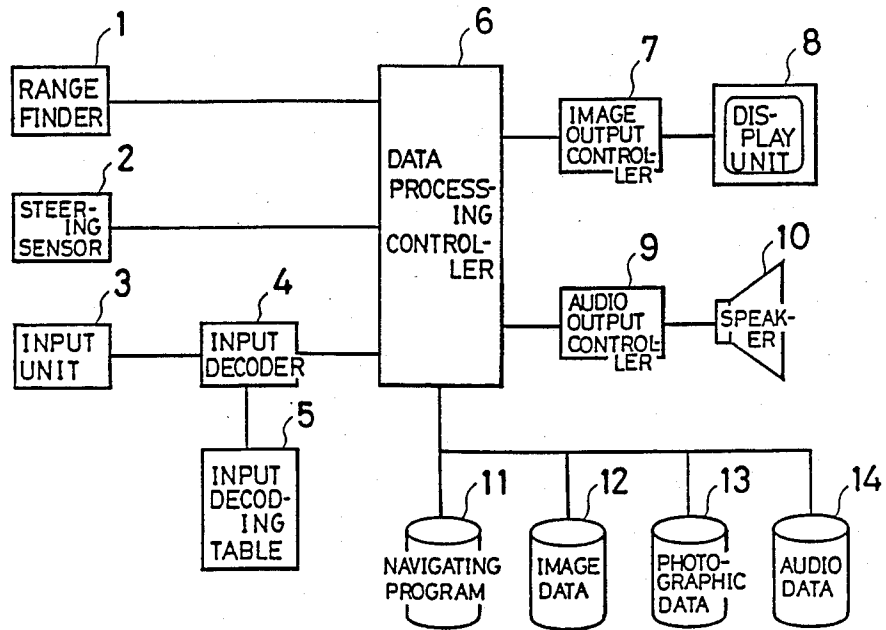 1
RANGE
FINDER
2
STEER-
ING
SENSOR
3
INPUT
UNIT
4
INPUT
DECODER
5
INPUT
DECOD-
ING
TABLE
6
DATA
PROCESS-
ING
CONTROL-
LER
7
IMAGE
OUTPUT
CONTROL-
LER
8
DIS-
PLAY
UNIT
9
AUDIO
OUTPUT
CONTROL-
LER
10
SPEAK-
ER
11
NAVIGATING
PROGRAM
12
IMAGE
DATA
13
PHOTO-
GRAPHIC
DATA
14
AUDIO
DATA